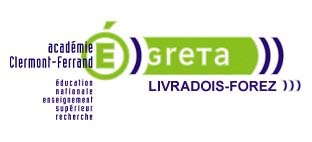 académie
Clermont-Ferrand
É GRETA
éducation
nationale
enseignement
supérieur
recherche
LIVRADOIS-FOREZ